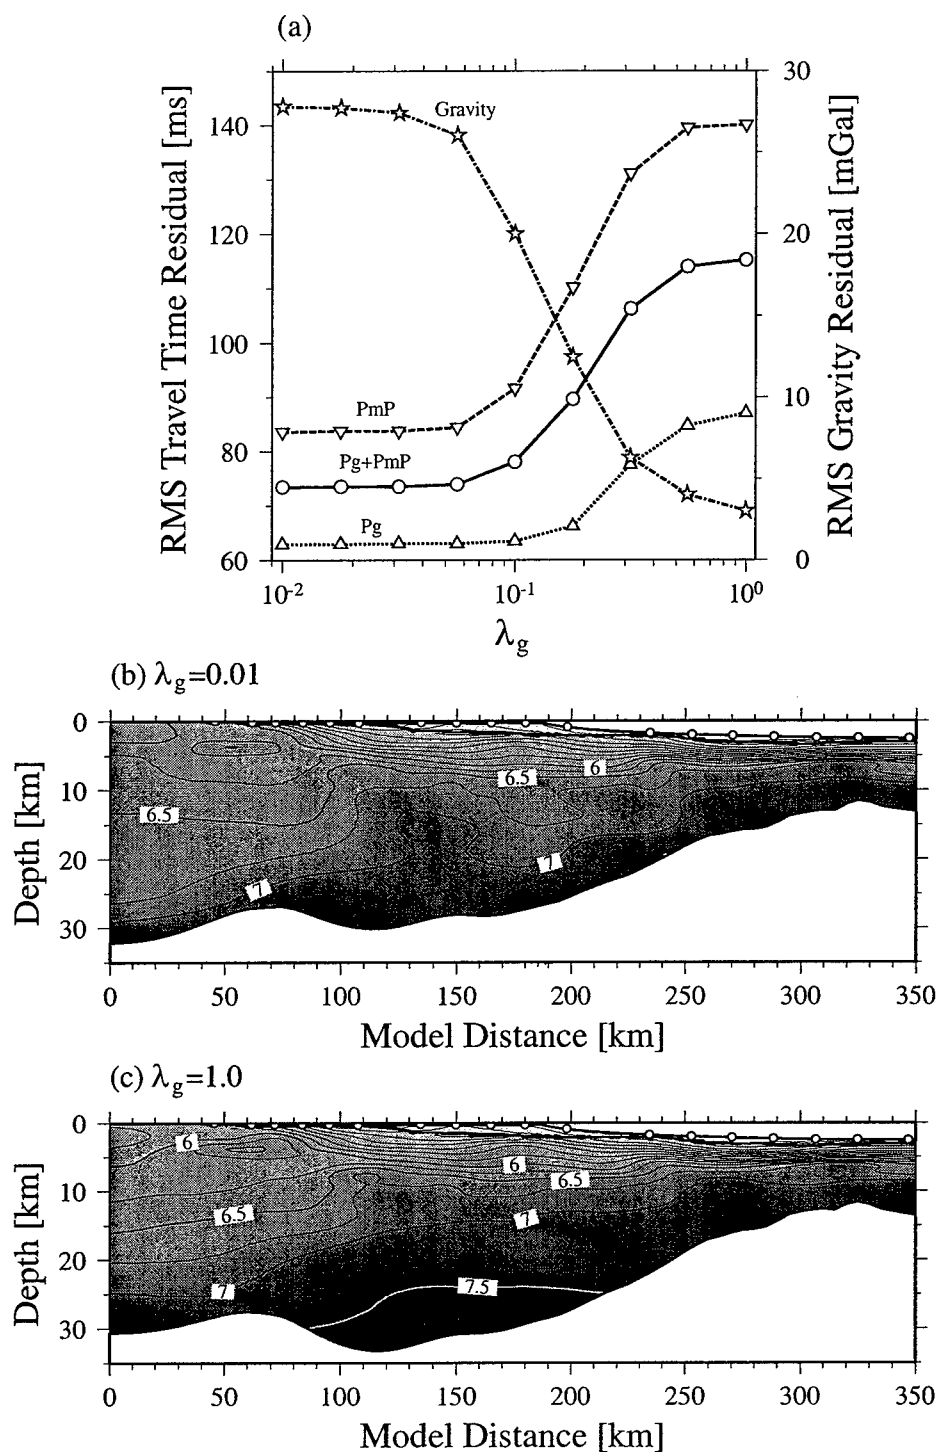 (a)
RMS Travel Time Residual [ms]
140
120
100
80
60
30
20
10
0
RMS Gravity Residual [mGal]
Gravity
PmP
Pg+PmP
Pg
10⁻² 10⁻¹ 10⁰
λg
(b) λg=0.01
0
10
20
30
Depth [km]
6.5 6
6.5
7 7
0 50 100 150 200 250 300 350
Model Distance [km]
(c) λg=1.0
0
10
20
30
Depth [km]
6 6
6.5
6.5 7
7 7.5
0 50 100 150 200 250 300 350
Model Distance [km]